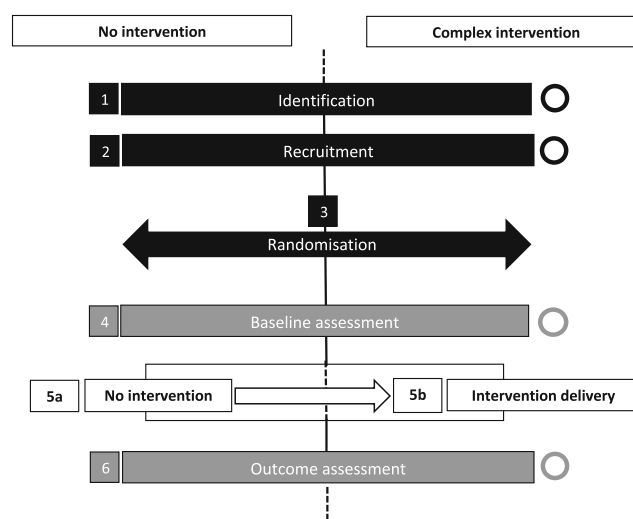 No intervention
Complex intervention
1 Identification
2 Recruitment
3
Randomisation
4 Baseline assessment
5a No intervention 5b Intervention delivery
6 Outcome assessment